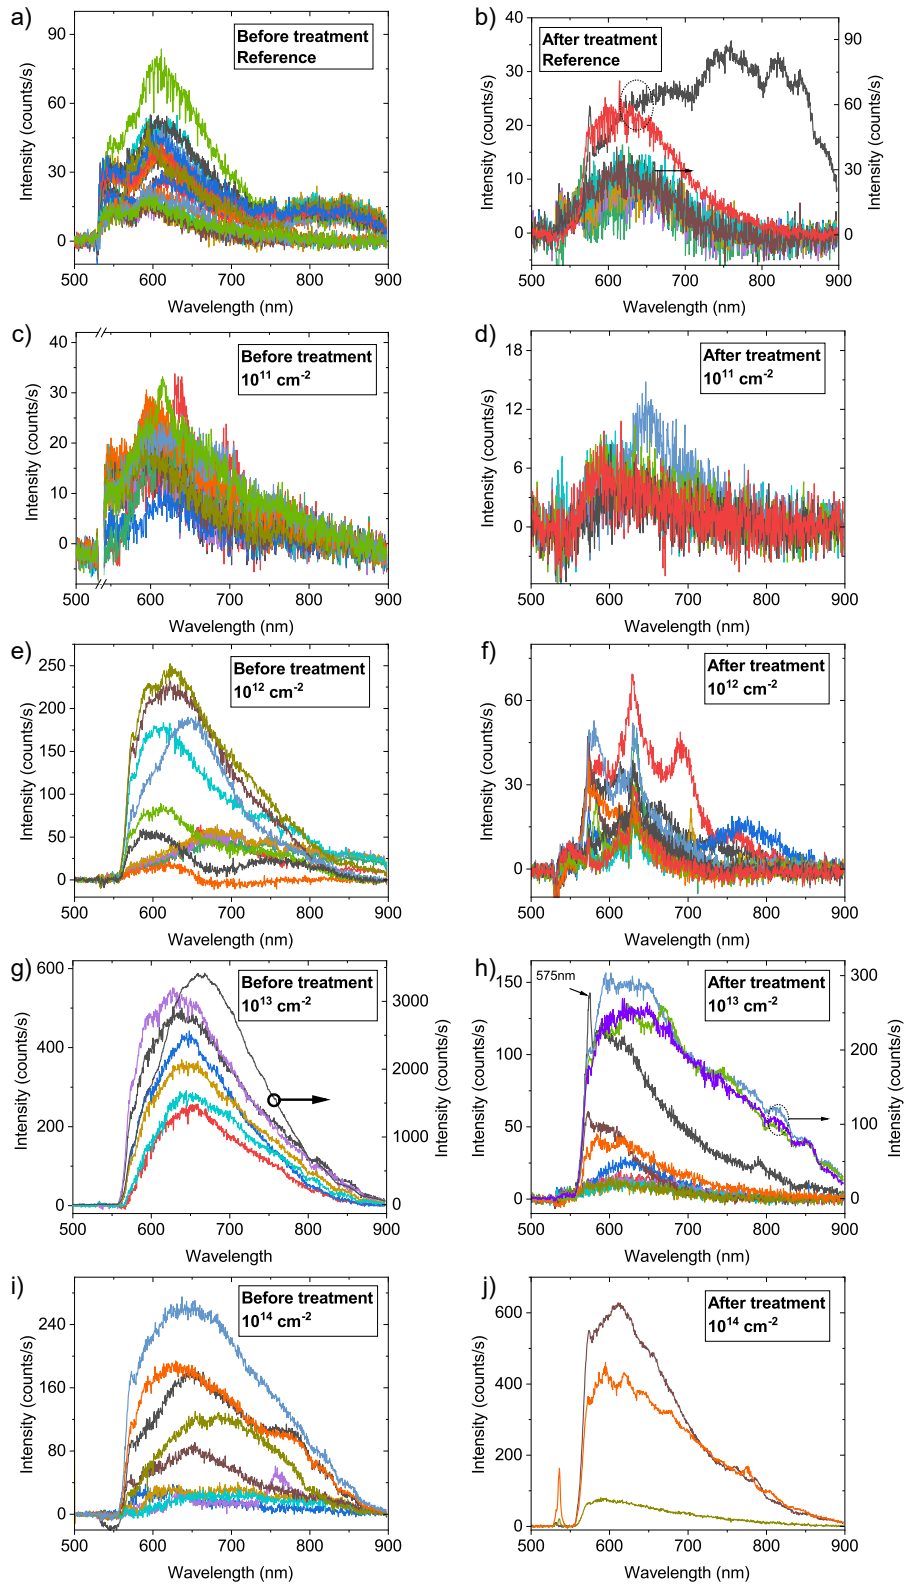 a)
Before treatment
Reference
Intensity (counts/s)
90
60
30
0
500 600 700 800 900
Wavelength (nm)
b)
After treatment
Reference
Intensity (counts/s)
40
30
20
10
0
90
60
30
0
Intensity (counts/s)
500 600 700 800 900
Wavelength (nm)
c)
Before treatment
10¹¹ cm⁻²
Intensity (counts/s)
40
30
20
10
0
500 600 700 800 900
Wavelength (nm)
d)
After treatment
10¹¹ cm⁻²
Intensity (counts/s)
18
12
6
0
500 600 700 800 900
Wavelength (nm)
e)
Before treatment
10¹² cm⁻²
Intensity (counts/s)
250
200
150
100
50
0
500 600 700 800 900
Wavelength (nm)
f)
After treatment
10¹² cm⁻²
Intensity (counts/s)
60
30
0
500 600 700 800 900
Wavelength (nm)
g)
Before treatment
10¹³ cm⁻²
Intensity (counts/s)
600
400
200
0
3000
2000
1000
0
Intensity (counts/s)
500 600 700 800 900
Wavelength
h)
575nm
After treatment
10¹³ cm⁻²
Intensity (counts/s)
150
100
50
0
300
200
100
0
Intensity (counts/s)
500 600 700 800 900
Wavelength (nm)
i)
Before treatment
10¹⁴ cm⁻²
Intensity (counts/s)
240
160
80
0
500 600 700 800 900
Wavelength (nm)
j)
After treatment
10¹⁴ cm⁻²
Intensity (counts/s)
600
400
200
0
500 600 700 800 900
Wavelength (nm)